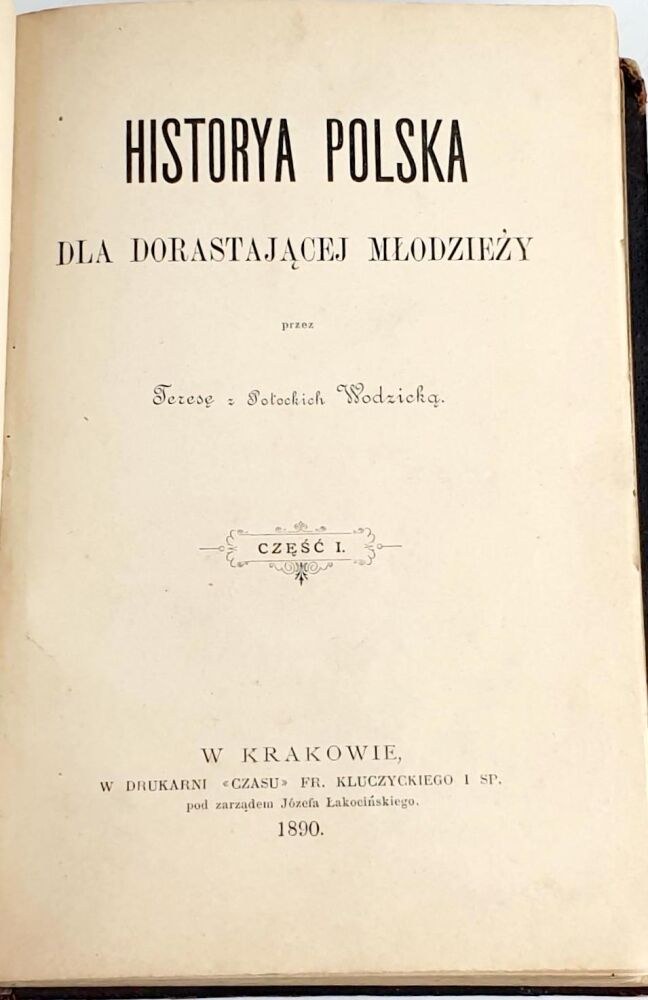 HISTORYA POLSKA
DLA DORASTAJĄCEJ MŁODZIEŻY
przez
Teresę z Potockich Wodzicką.
CZĘŚĆ I.
W KRAKOWIE,
W DRUKARNI «CZASU» FR. KLUCZYCKIEGO I SP.
pod zarządem Józefa Łakocińskiego.
1890.